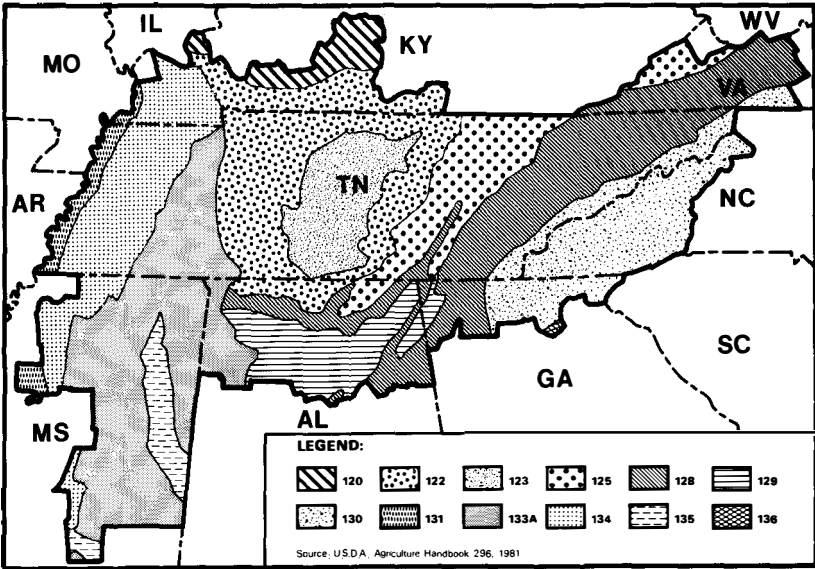 IL
WV
MO
KY
VA
AR
TN
NC
SC
GA
MS
AL
LEGEND:
120 122 123 125 128 129
130 131 133A 134 135 136
Source: U.S.D.A, Agriculture Handbook 296, 1981